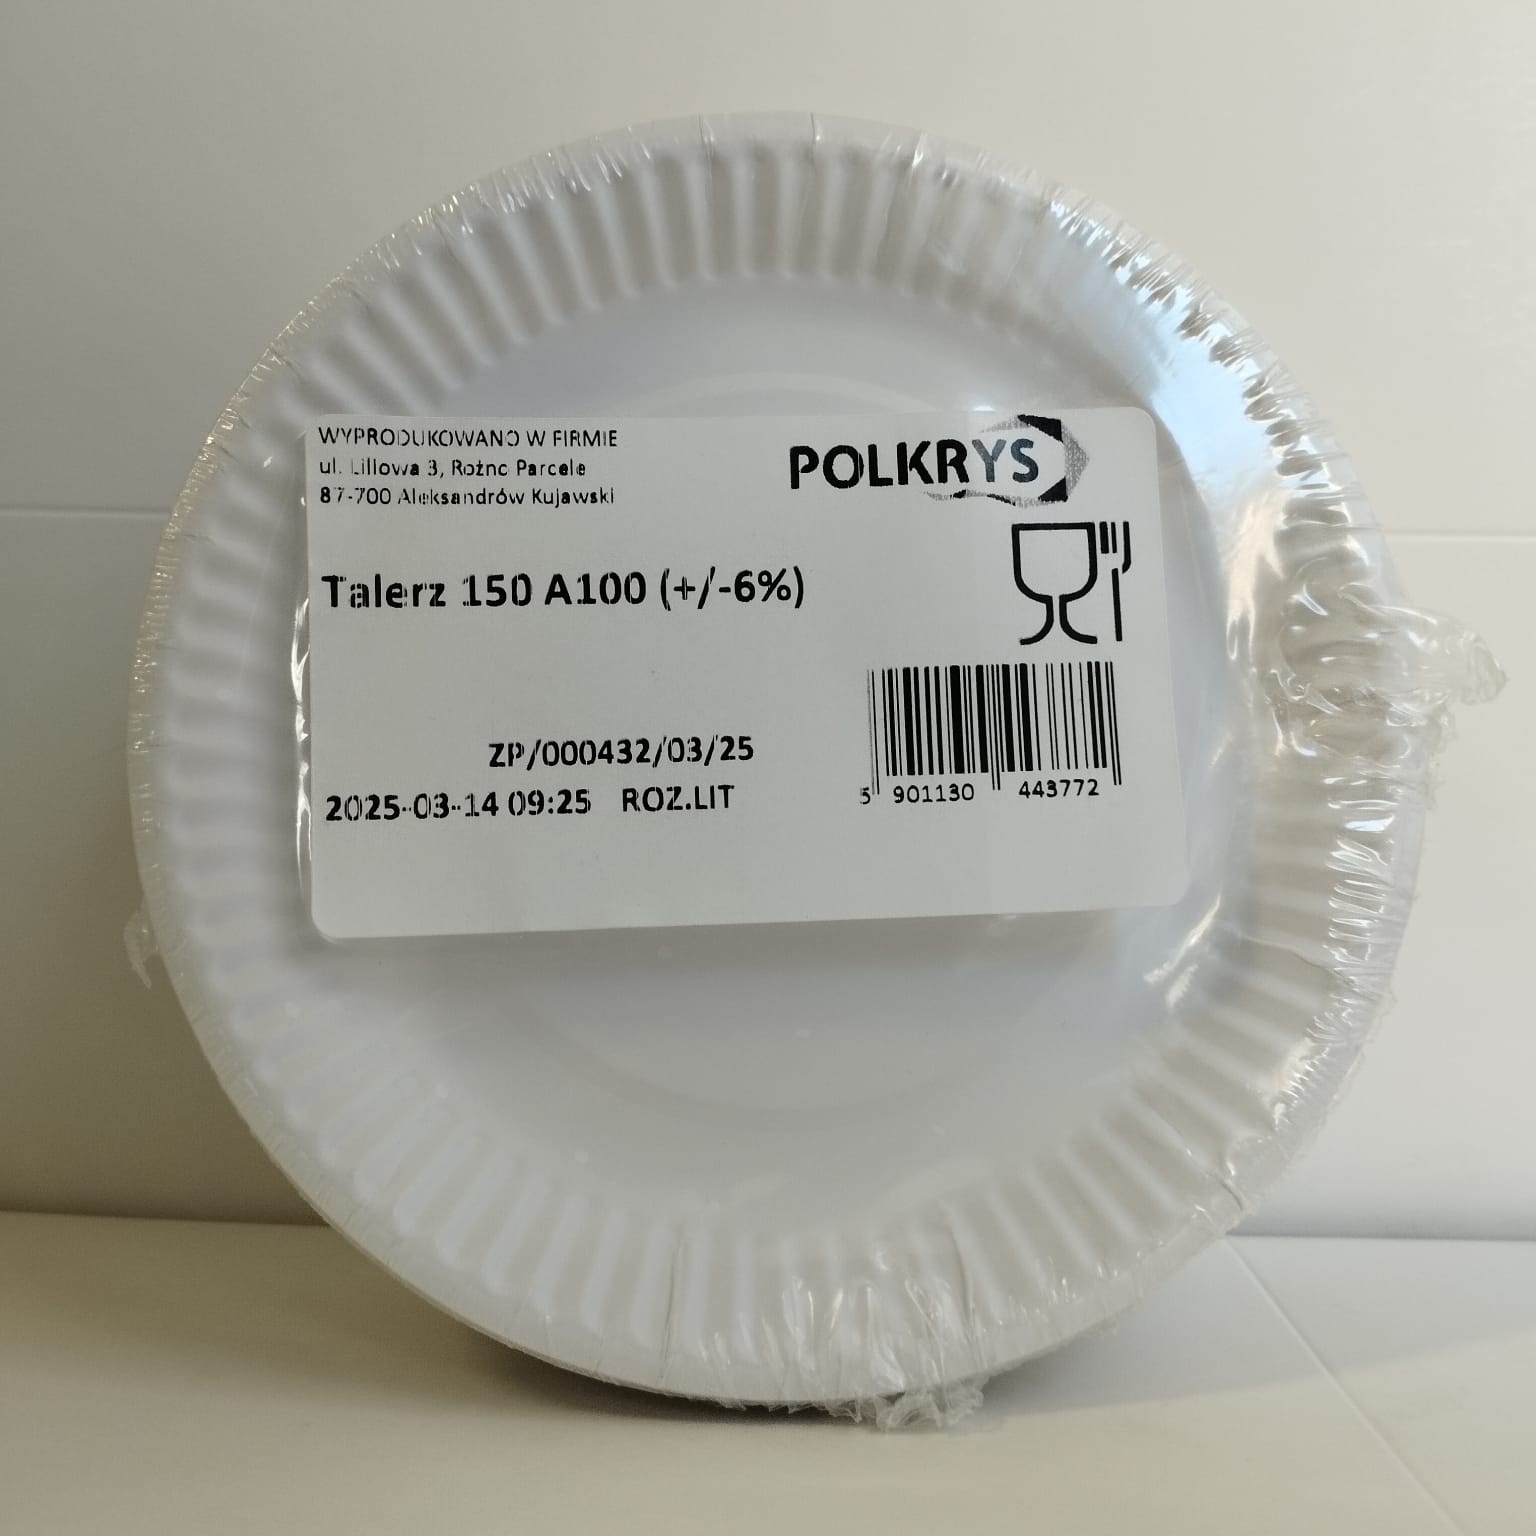 WYPRODUKOWANO W FIRMIE
ul. Liliowa 3, Rożno Parcele
87-700 Aleksandrów Kujawski
POLKRYS
Talerz 150 A100 (+/-6%)
ZP/000432/03/25
2025-03-14 09:25 ROZ.LIT
5 901130 443772